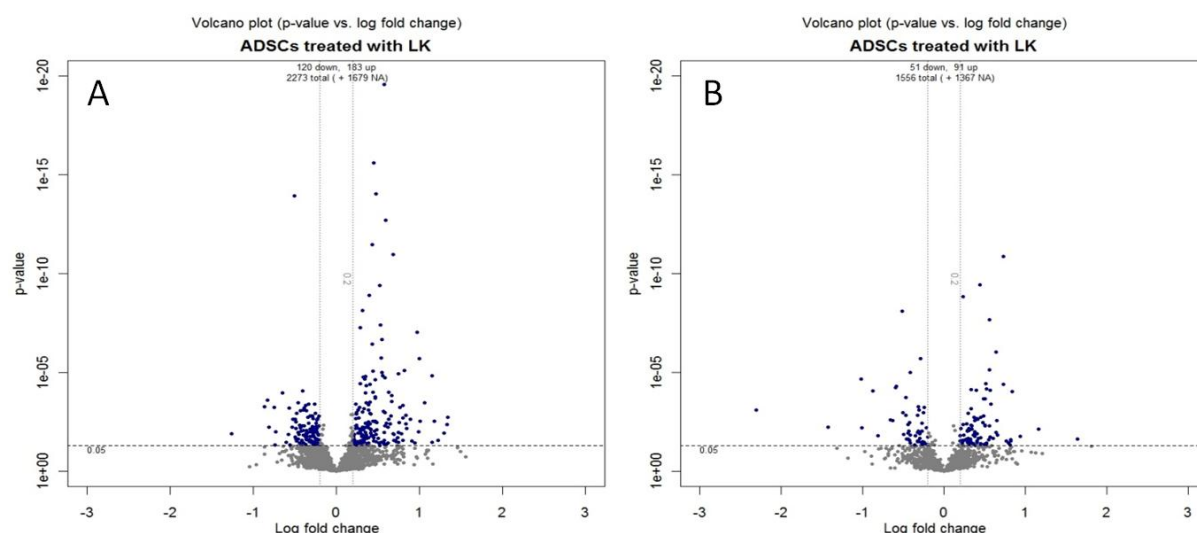 Volcano plot (p-value vs. log fold change)
ADSCs treated with LK
120 down, 183 up
2273 total ( + 1679 NA)
A
1e-20
1e-15
1e-10
1e-05
1e+00
p-value
0.2
0.05
-3 -2 -1 0 1 2 3
Log fold change
Volcano plot (p-value vs. log fold change)
ADSCs treated with LK
51 down, 91 up
1556 total ( + 1367 NA)
B
1e-20
1e-15
1e-10
1e-05
1e+00
p-value
0.2
0.05
-3 -2 -1 0 1 2 3
Log fold change